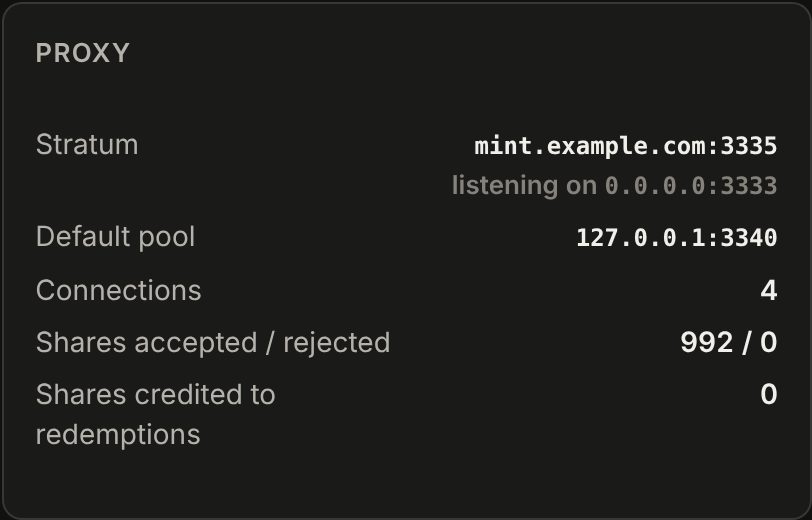 PROXY
Stratum mint.example.com:3335
listening on 0.0.0.0:3333
Default pool 127.0.0.1:3340
Connections 4
Shares accepted / rejected 992 / 0
Shares credited to 0
redemptions